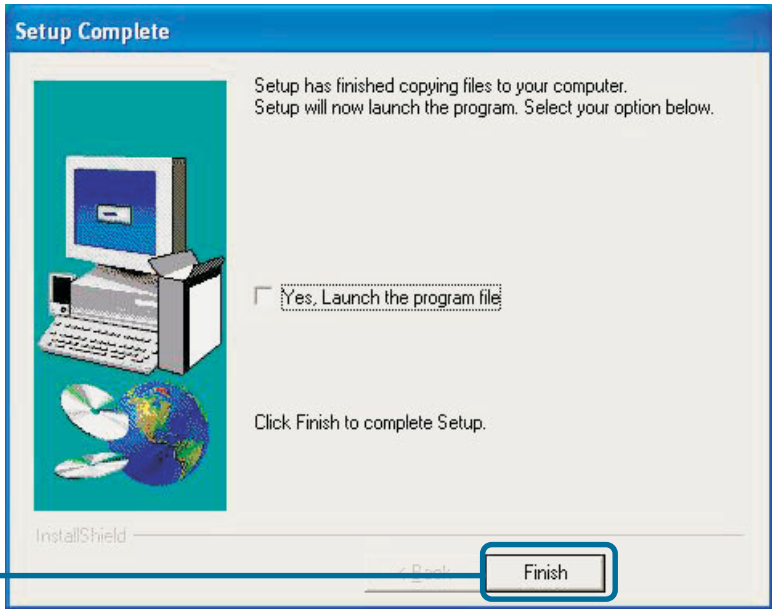 Setup Complete
Setup has finished copying files to your computer.
Setup will now launch the program. Select your option below.
Yes, Launch the program file
Click Finish to complete Setup.
InstallShield
< Back
Finish